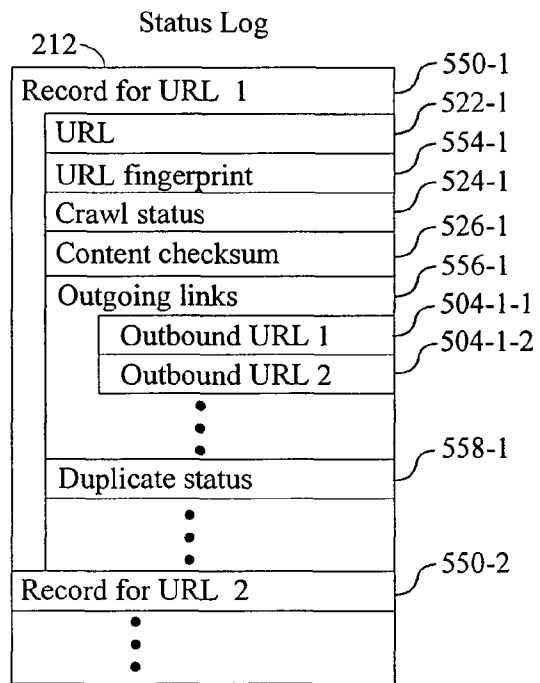 Status Log
212
Record for URL 1
550-1
URL
522-1
URL fingerprint
554-1
Crawl status
524-1
Content checksum
526-1
Outgoing links
556-1
Outbound URL 1
504-1-1
Outbound URL 2
504-1-2
Duplicate status
558-1
Record for URL 2
550-2